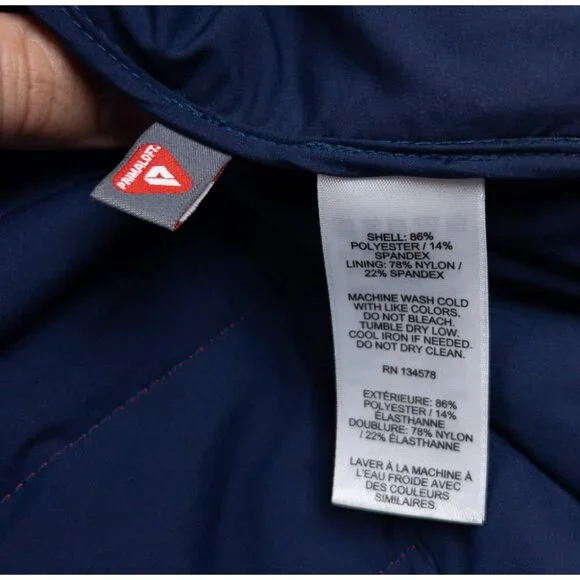 PRIMALOFT
SHELL: 86%
POLYESTER / 14%
SPANDEX
LINING: 78% NYLON /
22% SPANDEX
MACHINE WASH COLD
WITH LIKE COLORS.
DO NOT BLEACH.
TUMBLE DRY LOW.
COOL IRON IF NEEDED.
DO NOT DRY CLEAN.
RN 134578
EXTÉRIEURE: 86%
POLYESTER / 14%
ÉLASTHANNE
DOUBLURE: 78% NYLON
/ 22% ÉLASTHANNE
LAVER À LA MACHINE À
L'EAU FROIDE AVEC
DES COULEURS
SIMILAIRES.